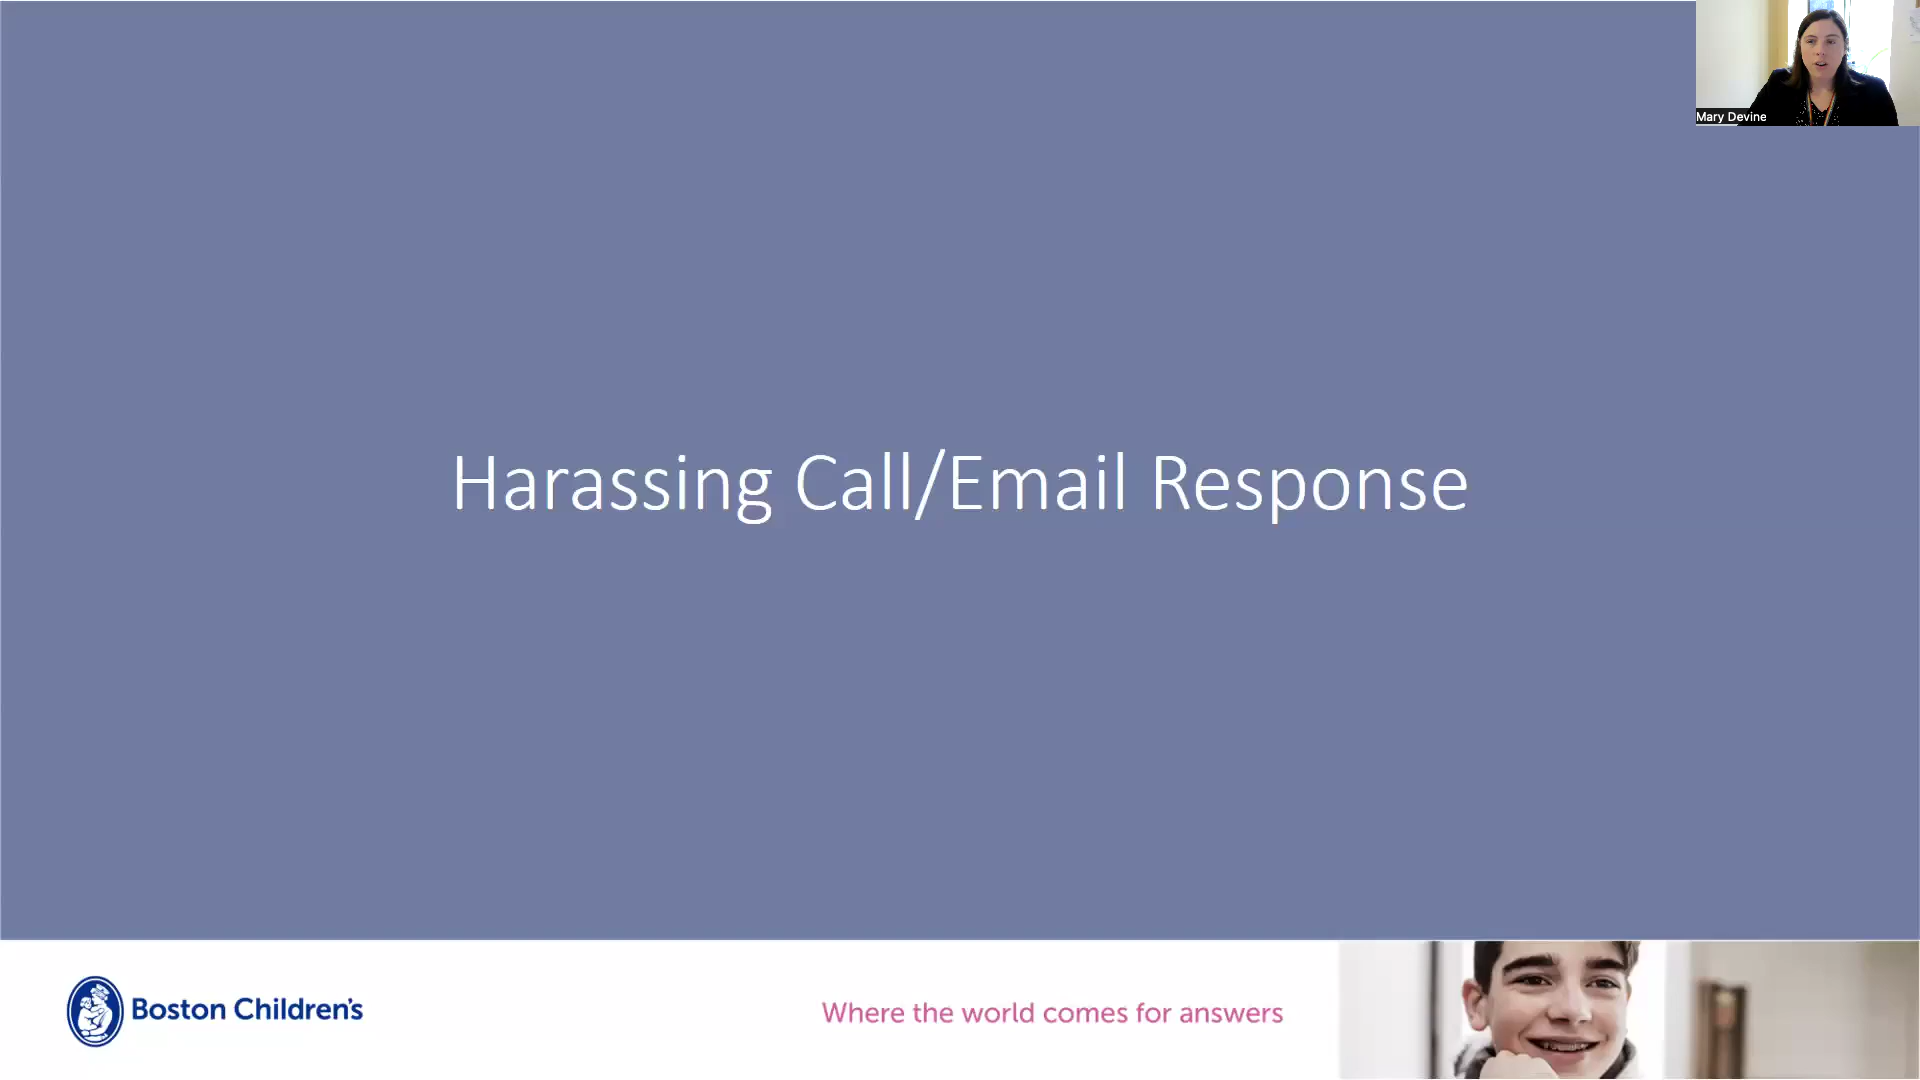 Mary Devine
Harassing Call/Email Response
Boston Children's
Where the world comes for answers